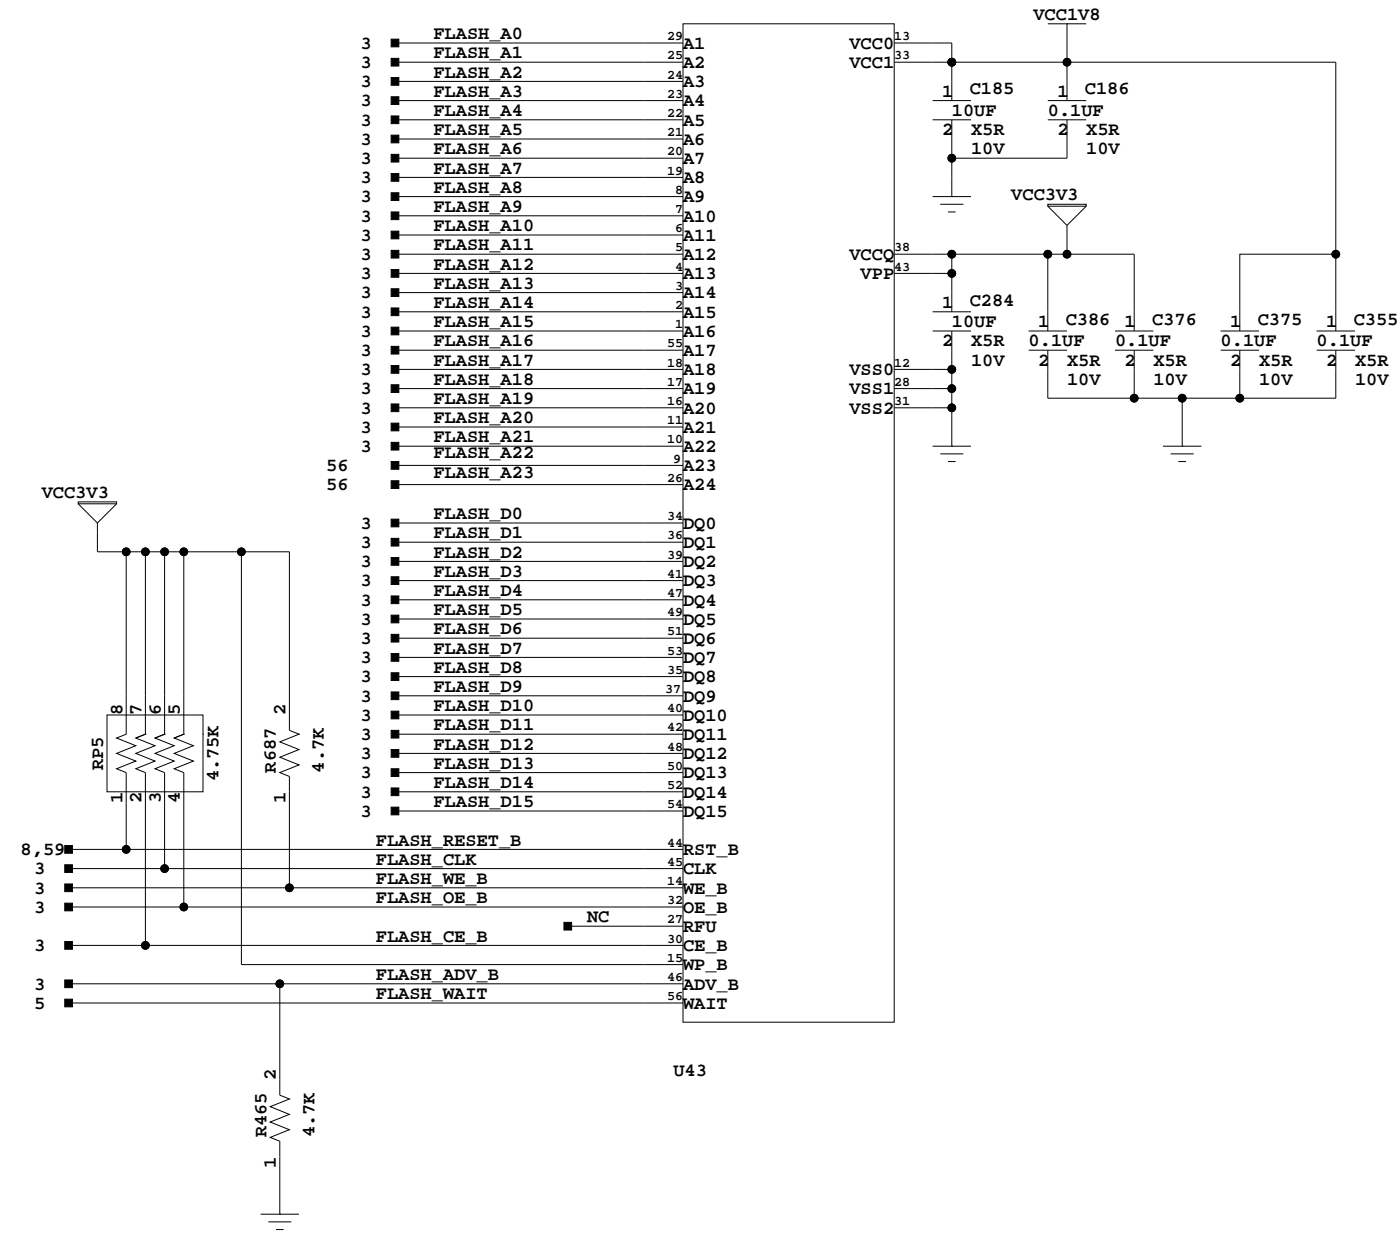 VCC1V8
3 FLASH_A0 29 A1 VCC0 13
3 FLASH_A1 25 A2 VCC1 33
3 FLASH_A2 24 A3
3 FLASH_A3 23 A4
3 FLASH_A4 22 A5
3 FLASH_A5 21 A6
3 FLASH_A6 20 A7
3 FLASH_A7 19 A8
3 FLASH_A8 8 A9
3 FLASH_A9 7 A10
3 FLASH_A10 6 A11
3 FLASH_A11 5 A12 VCCQ 38
3 FLASH_A12 4 A13 VPP 43
3 FLASH_A13 3 A14
3 FLASH_A14 2 A15
3 FLASH_A15 1 A16
3 FLASH_A16 55 A17
3 FLASH_A17 18 A18 VSS0 12
3 FLASH_A18 17 A19 VSS1 28
3 FLASH_A19 16 A20 VSS2 31
3 FLASH_A20 11 A21
3 FLASH_A21 10 A22
56 FLASH_A22 9 A23
56 FLASH_A23 26 A24
1 C185
10UF
2 X5R
10V
1 C186
0.1UF
2 X5R
10V
VCC3V3
1 C284
10UF
2 X5R
10V
1 C386
0.1UF
2 X5R
10V
1 C376
0.1UF
2 X5R
10V
1 C375
0.1UF
2 X5R
10V
1 C355
0.1UF
2 X5R
10V
VCC3V3
3 FLASH_D0 34 DQ0
3 FLASH_D1 36 DQ1
3 FLASH_D2 39 DQ2
3 FLASH_D3 41 DQ3
3 FLASH_D4 47 DQ4
3 FLASH_D5 49 DQ5
3 FLASH_D6 51 DQ6
3 FLASH_D7 53 DQ7
3 FLASH_D8 35 DQ8
3 FLASH_D9 37 DQ9
3 FLASH_D10 40 DQ10
3 FLASH_D11 42 DQ11
3 FLASH_D12 48 DQ12
3 FLASH_D13 50 DQ13
3 FLASH_D14 52 DQ14
3 FLASH_D15 54 DQ15
8 7 6 5
RP5
4.75K
1 2 3 4
2
R687
4.7K
1
8,59 FLASH_RESET_B 44 RST_B
3 FLASH_CLK 45 CLK
3 FLASH_WE_B 14 WE_B
3 FLASH_OE_B 32 OE_B
NC 27 RFU
3 FLASH_CE_B 30 CE_B
15 WP_B
3 FLASH_ADV_B 46 ADV_B
5 FLASH_WAIT 56 WAIT
U43
2
R465
4.7K
1